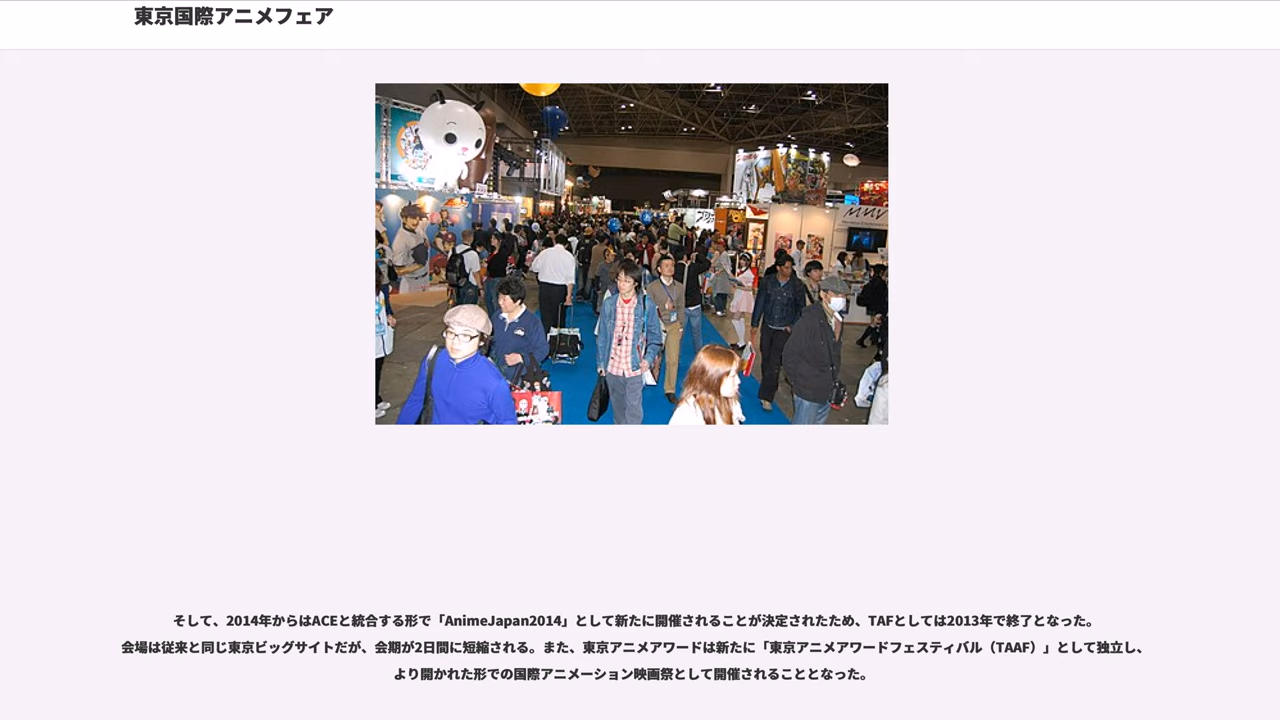 東京国際アニメフェア
そして、2014年からはACEと統合する形で「AnimeJapan2014」として新たに開催されることが決定されたため、TAFとしては2013年で終了となった。
会場は従来と同じ東京ビッグサイトだが、会期が2日間に短縮される。また、東京アニメアワードは新たに「東京アニメアワードフェスティバル（TAAF）」として独立し、
より開かれた形での国際アニメーション映画祭として開催されることとなった。